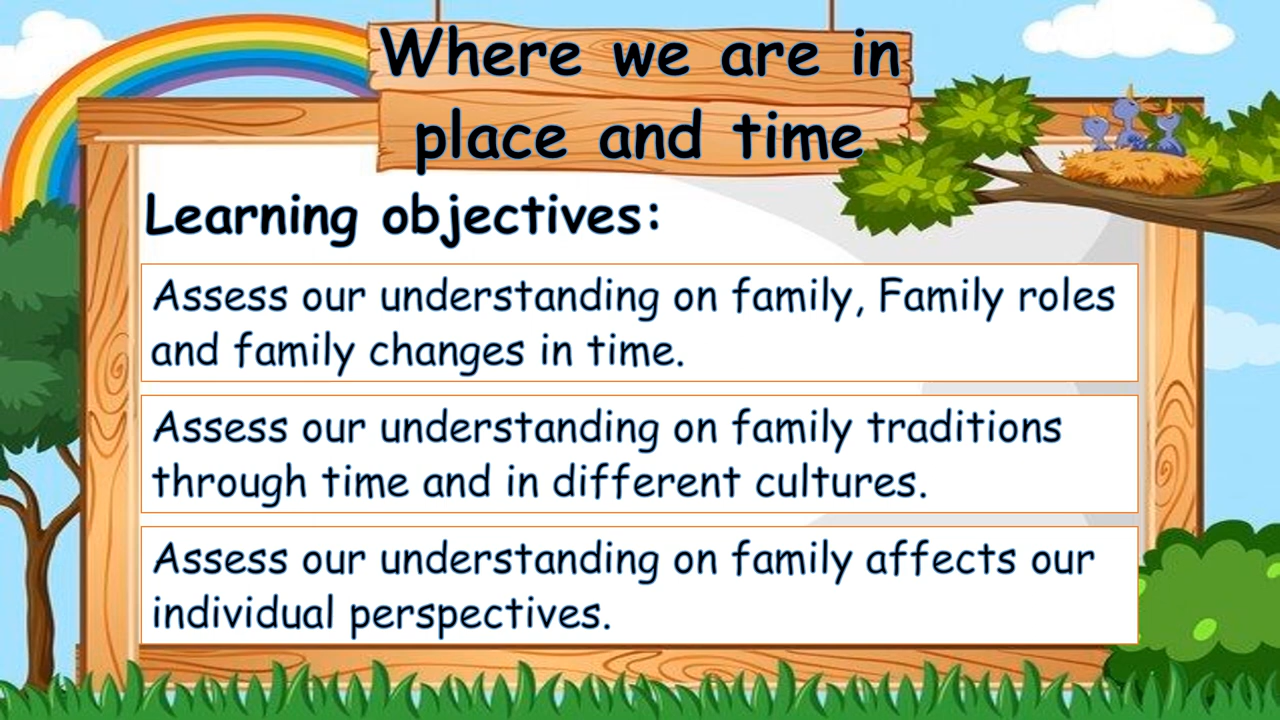 Where we are in
place and time
Learning objectives:
Assess our understanding on family, Family roles
and family changes in time.
Assess our understanding on family traditions
through time and in different cultures.
Assess our understanding on family affects our
individual perspectives.